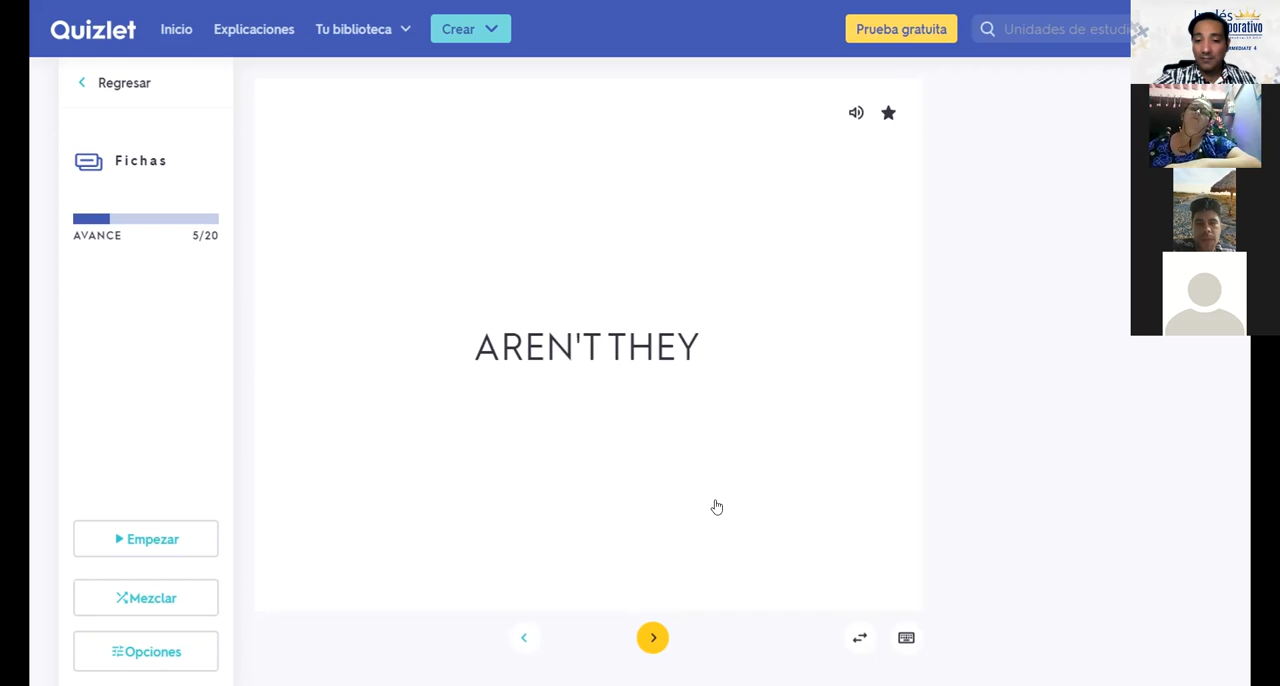 Quizlet
Inicio
Explicaciones
Tu biblioteca
Crear
Prueba gratuita
Unidades de estudi
Regresar
Fichas
AVANCE 5/20
AREN'T THEY
Empezar
Mezclar
Opciones